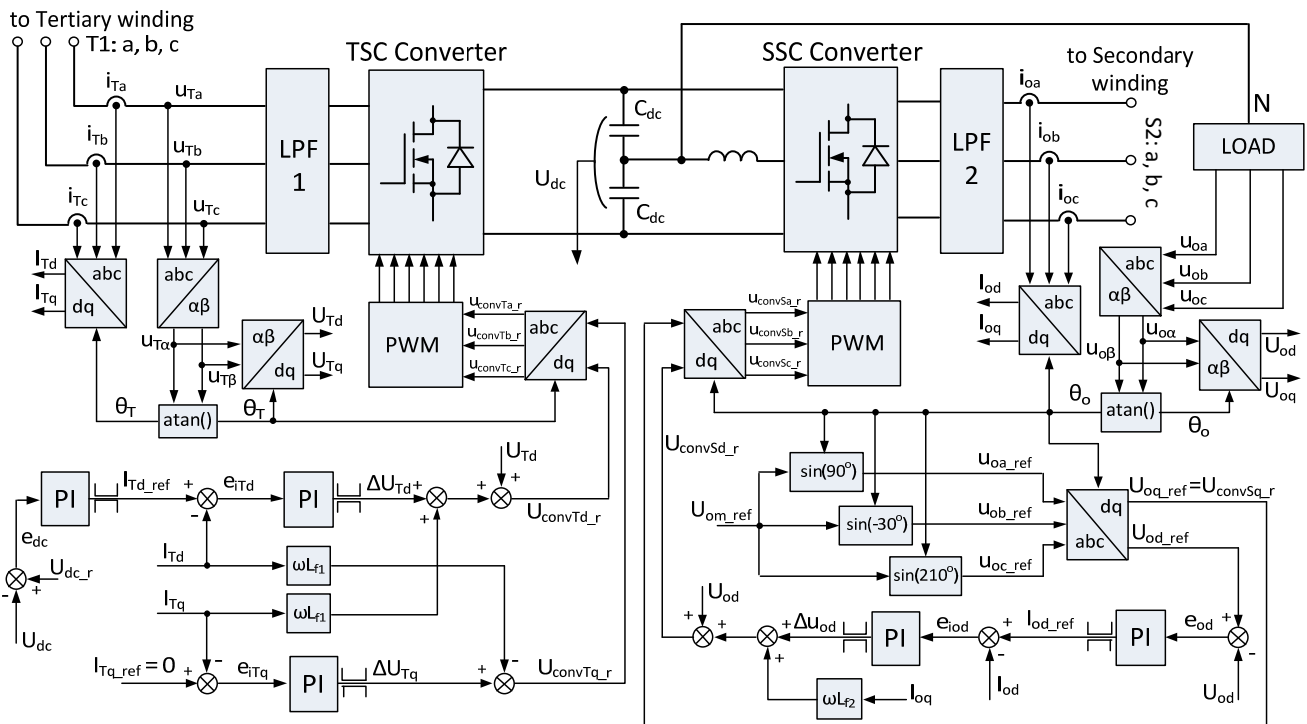 to Tertiary winding
T1: a, b, c
TSC Converter
SSC Converter
to Secondary
winding
i_Ta
u_Ta
i_Tb
u_Tb
i_Tc
u_Tc
LPF
1
C_dc
C_dc
U_dc
LPF
2
i_oa
i_ob
i_oc
S2: a, b, c
N
LOAD
I_Td
I_Tq
abc
dq
abc
αβ
u_Tα
u_Tβ
αβ
dq
U_Td
U_Tq
θ_T
atan()
θ_T
PWM
u_convTa_r
u_convTb_r
u_convTc_r
abc
dq
abc
dq
u_convSa_r
u_convSb_r
u_convSc_r
PWM
I_od
I_oq
abc
dq
abc
αβ
u_oa
u_ob
u_oc
u_oα
u_oβ
dq
αβ
U_od
U_oq
θ_o
atan()
θ_o
PI
I_Td_ref
+
-
e_iTd
PI
ΔU_Td
+
+
U_Td
+
+
U_convTd_r
e_dc
U_dc_r
+
-
U_dc
I_Td
ωL_f1
I_Tq
ωL_f1
I_Tq_ref = 0
+
-
e_iTq
PI
ΔU_Tq
+
-
U_convTq_r
U_convSd_r
U_om_ref
sin(90°)
sin(-30°)
sin(210°)
u_oa_ref
u_ob_ref
u_oc_ref
dq
abc
U_oq_ref=U_convSq_r
U_od_ref
U_od
+
+
+
+
Δu_od
PI
e_iod
+
-
I_od_ref
PI
e_od
+
-
ωL_f2
I_oq
I_od
U_od